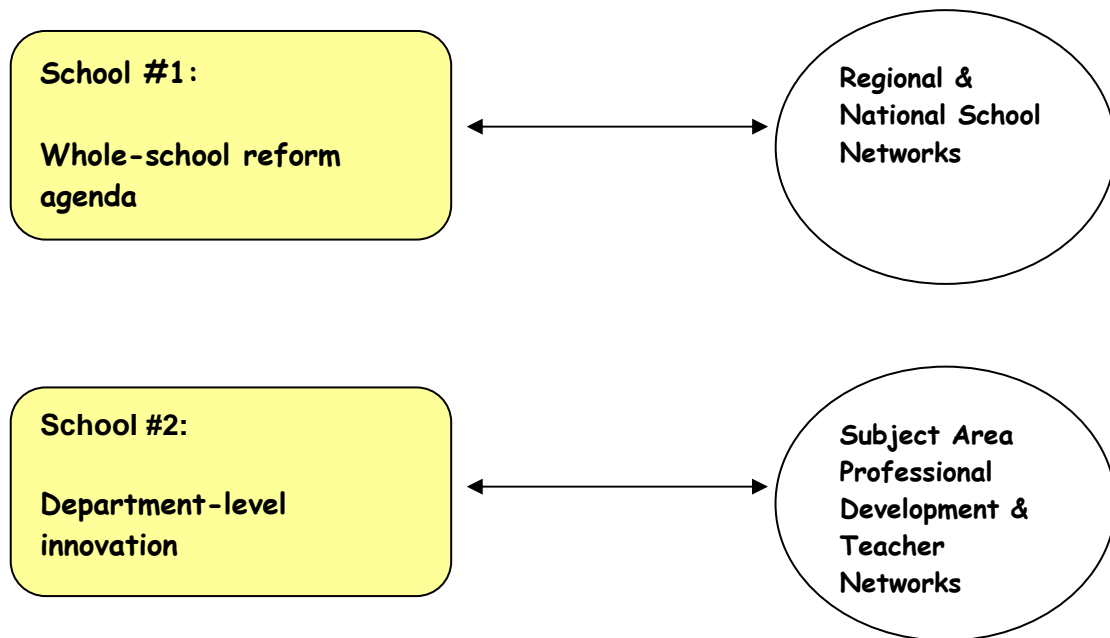 School #1:
Whole-school reform
agenda
Regional &
National School
Networks
School #2:
Department-level
innovation
Subject Area
Professional
Development &
Teacher
Networks